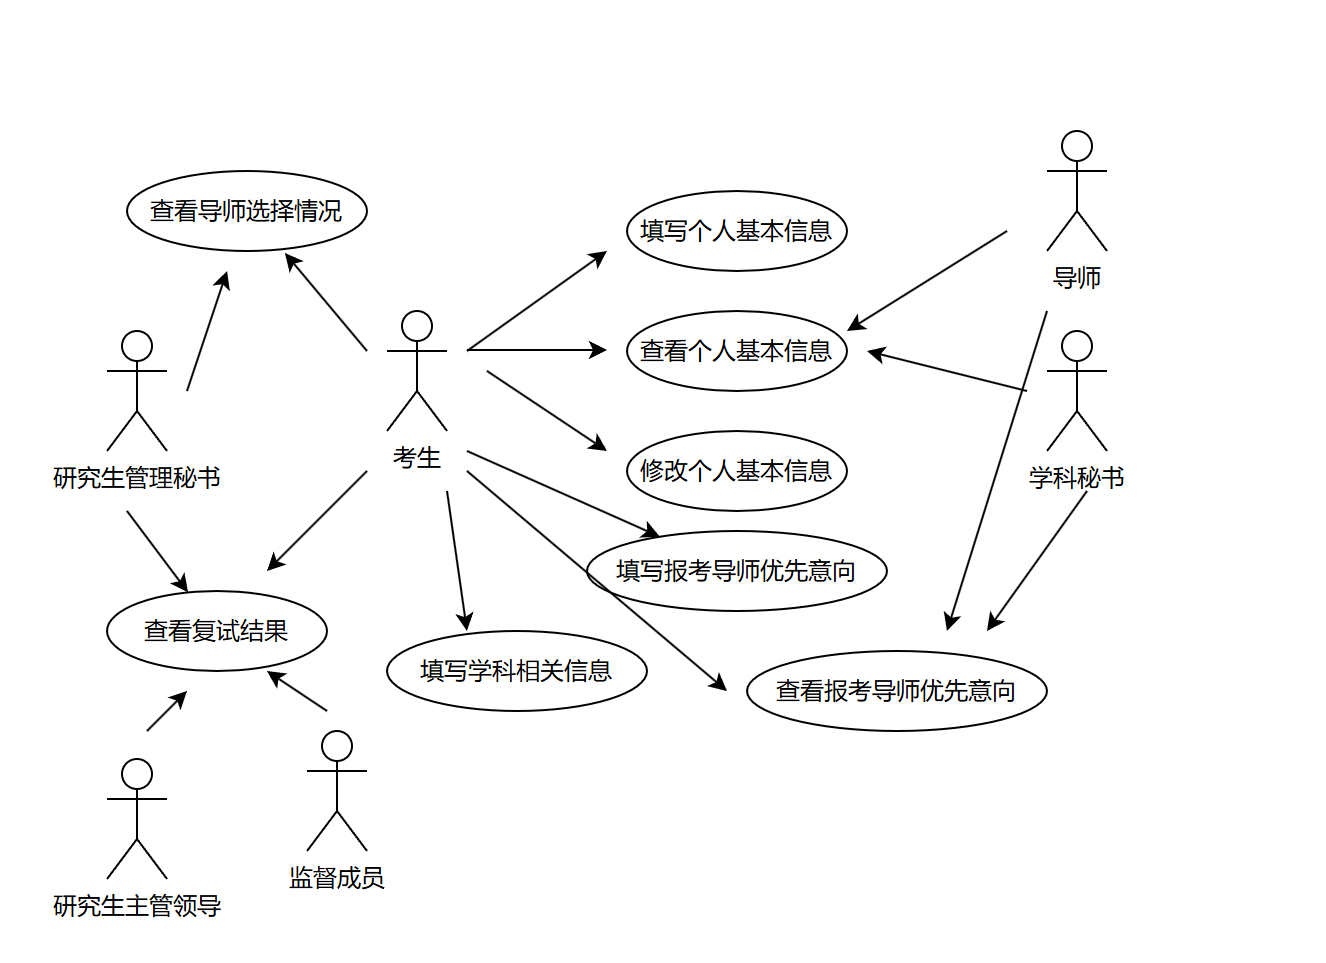 查看导师选择情况
填写个人基本信息
导师
查看个人基本信息
考生
修改个人基本信息
研究生管理秘书
学科秘书
填写报考导师优先意向
查看复试结果
填写学科相关信息
查看报考导师优先意向
监督成员
研究生主管领导